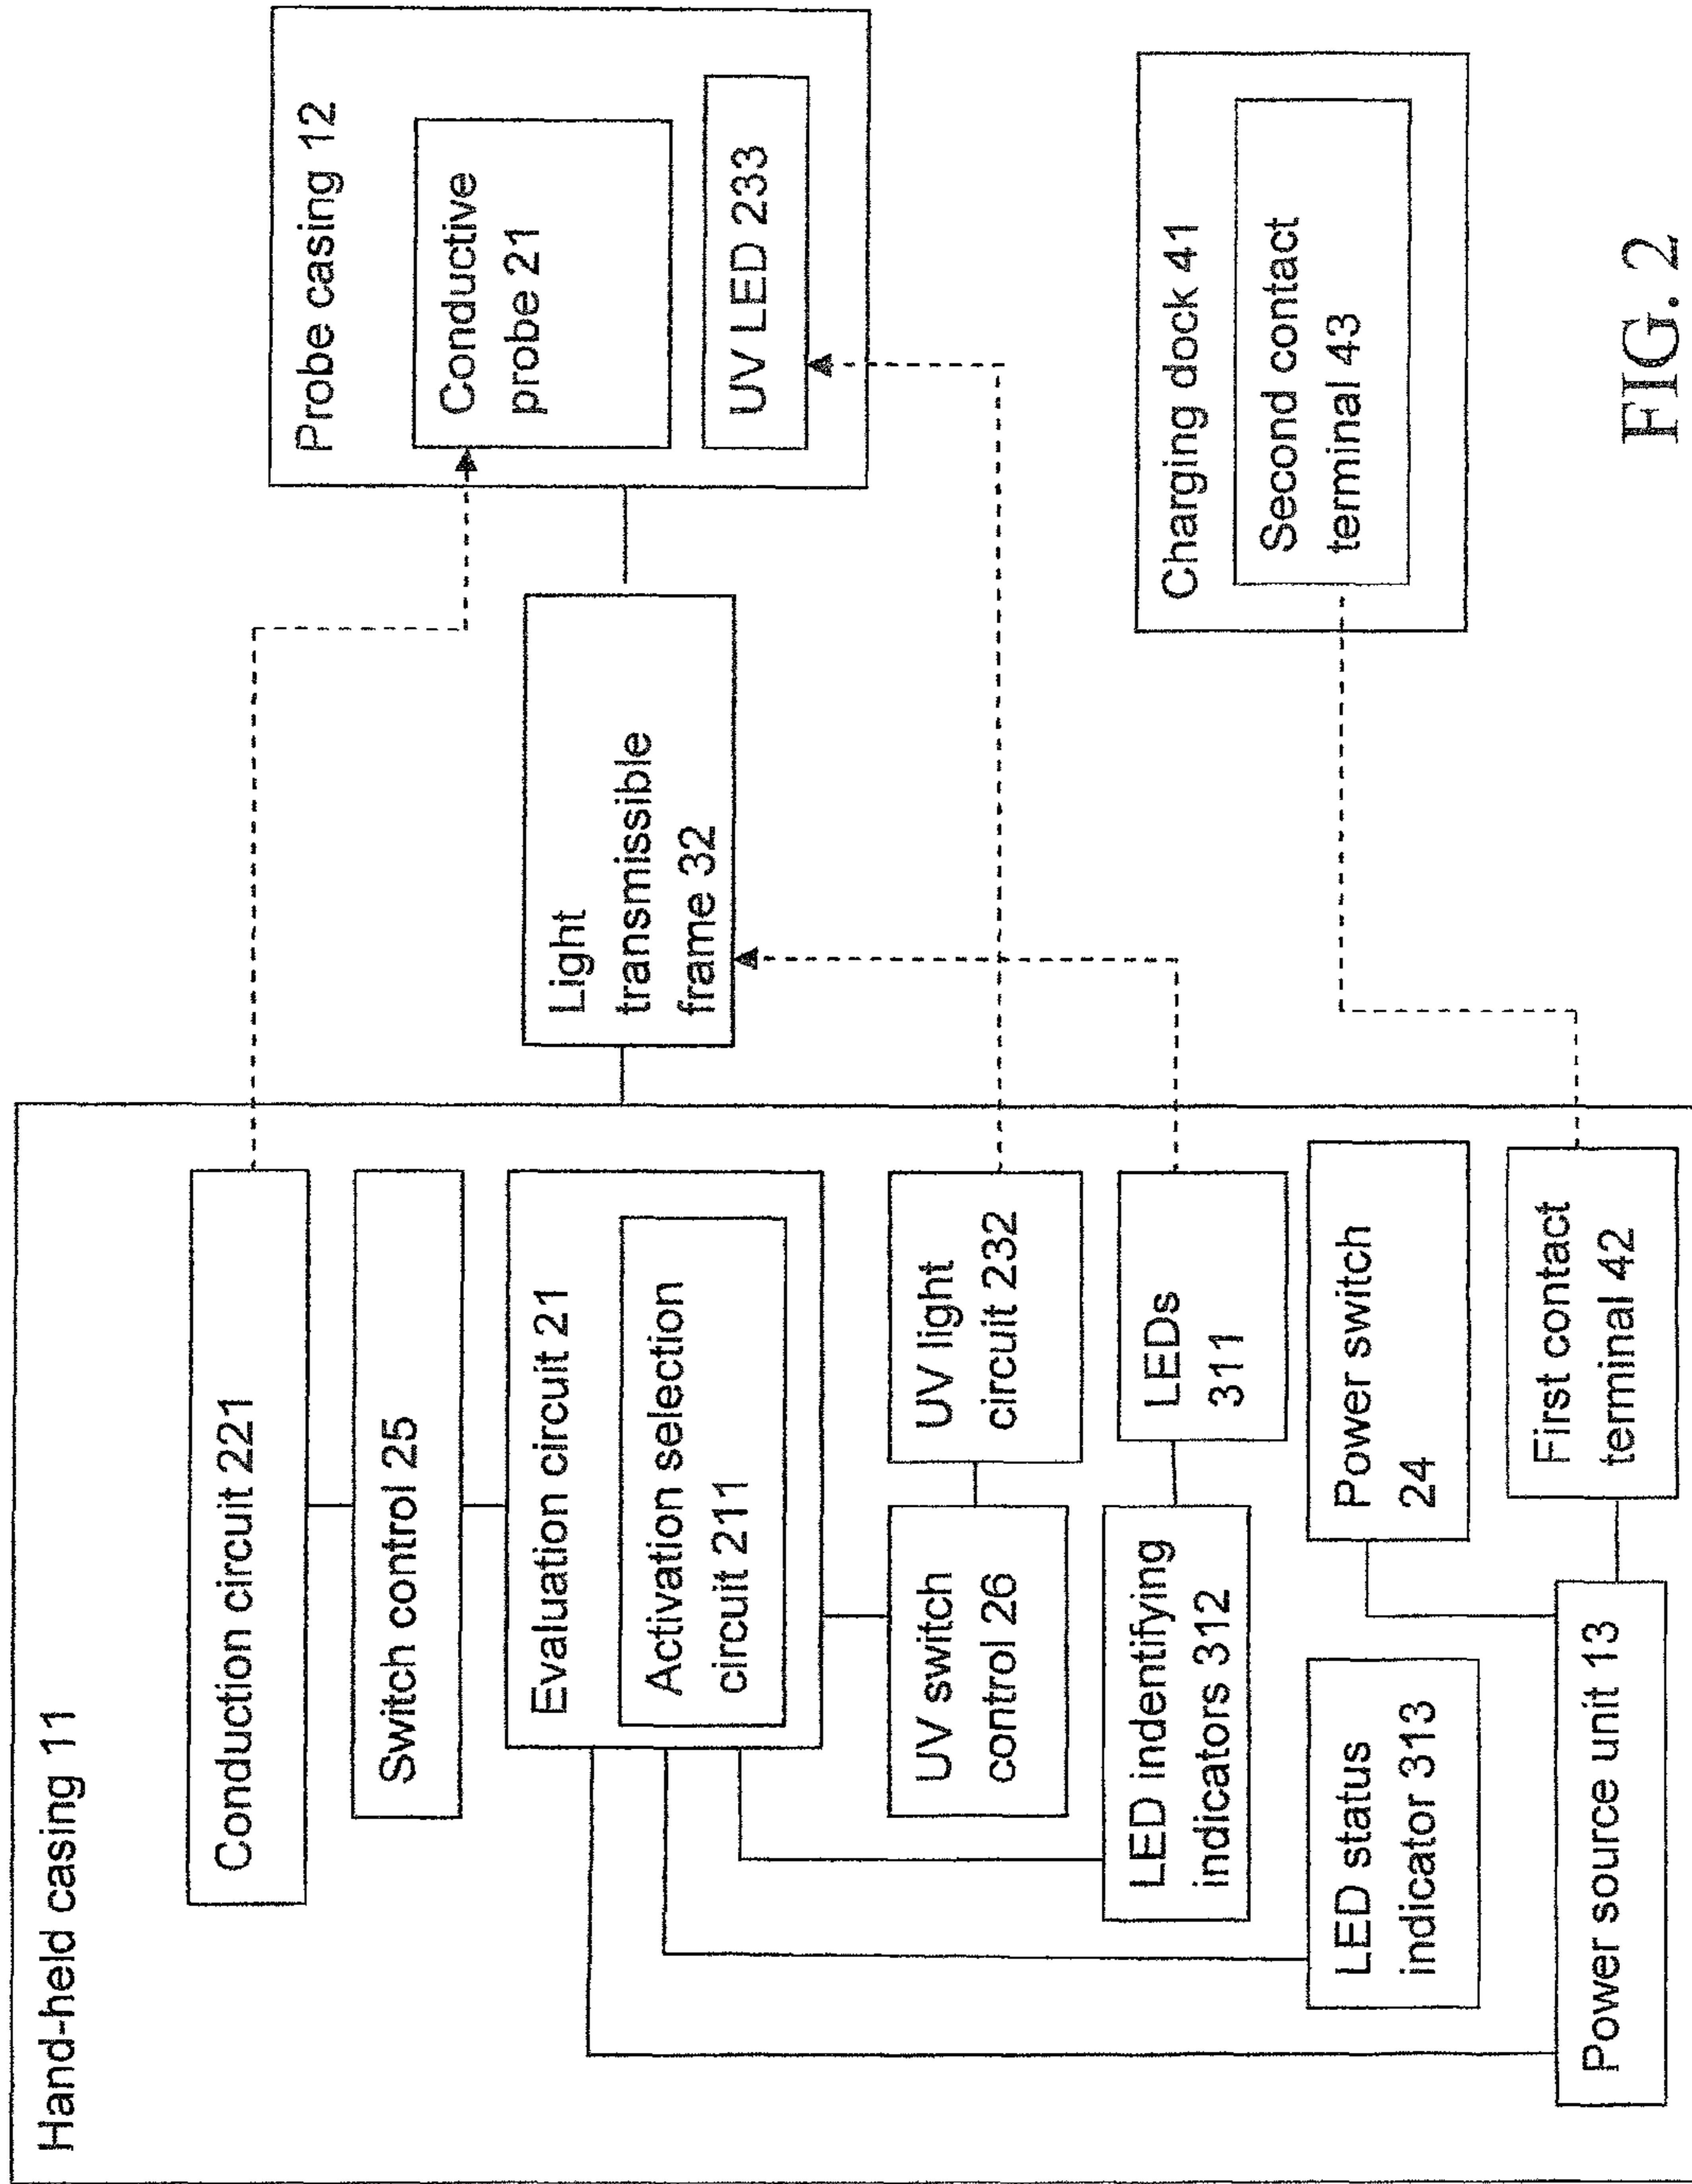 Hand-held casing 11
Conduction circuit 221
Switch control 25
Evaluation circuit 21
Activation selection
circuit 211
UV switch
control 26
UV light
circuit 232
LED indentifying
indicators 312
LEDs
311
LED status
indicator 313
Power switch
24
Power source unit 13
First contact
terminal 42
Light
transmissible
frame 32
Probe casing 12
Conductive
probe 21
UV LED 233
Charging dock 41
Second contact
terminal 43
FIG. 2